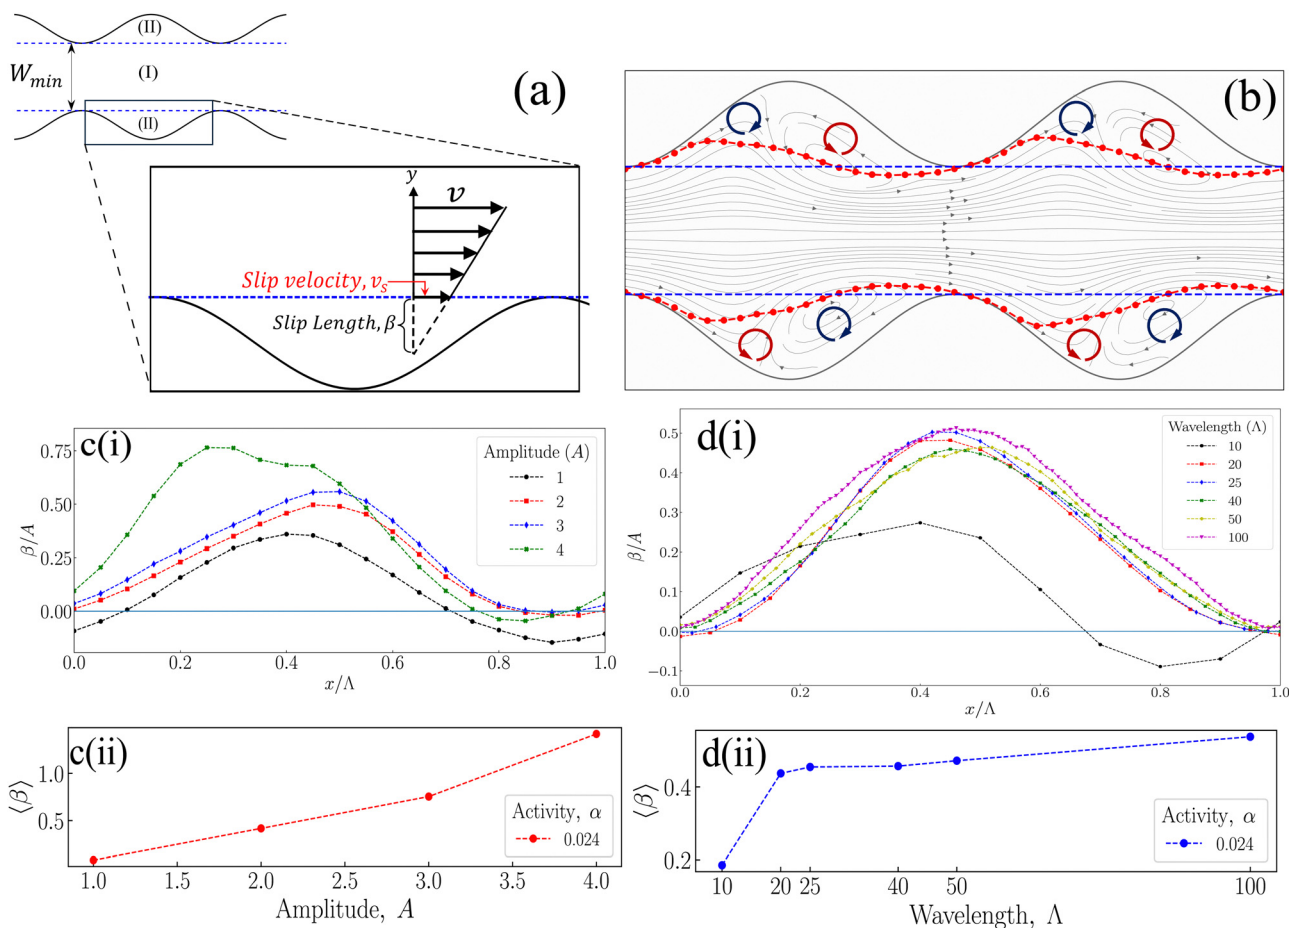 (II)
W_min
(I)
(II)
(a)
y
v
Slip velocity, v_s
Slip Length, β
(b)
c(i)
β/A
0.75
0.50
0.25
0.00
Amplitude (A)
1
2
3
4
0.0 0.2 0.4 0.6 0.8 1.0
x/Λ
d(i)
β/A
0.5
0.4
0.3
0.2
0.1
0.0
−0.1
Wavelength (Λ)
10
20
25
40
50
100
0.0 0.2 0.4 0.6 0.8 1.0
x/Λ
c(ii)
⟨β⟩
1.0
0.5
Activity, α
0.024
1.0 1.5 2.0 2.5 3.0 3.5 4.0
Amplitude, A
d(ii)
⟨β⟩
0.4
0.2
Activity, α
0.024
10 20 25 40 50 100
Wavelength, Λ